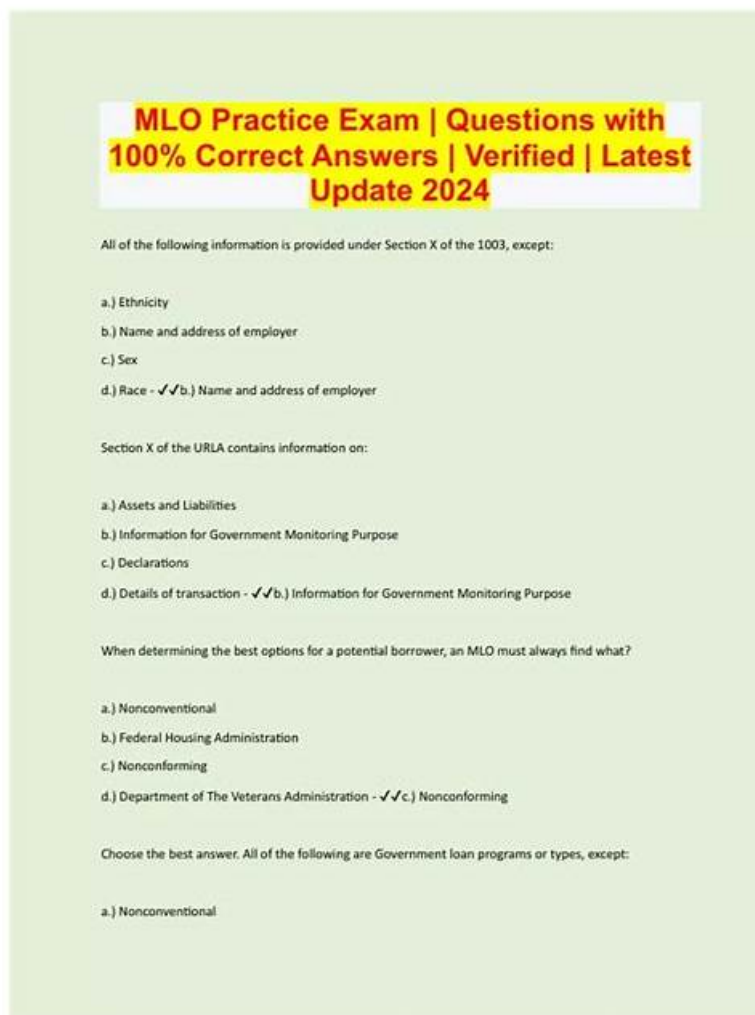 MLO Practice Exam | Questions with
100% Correct Answers | Verified | Latest
Update 2024
All of the following information is provided under Section X of the 1003, except:
a.) Ethnicity
b.) Name and address of employer
c.) Sex
d.) Race - ✓✓b.) Name and address of employer
Section X of the URLA contains information on:
a.) Assets and Liabilities
b.) Information for Government Monitoring Purpose
c.) Declarations
d.) Details of transaction - ✓✓b.) Information for Government Monitoring Purpose
When determining the best options for a potential borrower, an MLO must always find what?
a.) Nonconventional
b.) Federal Housing Administration
c.) Nonconforming
d.) Department of The Veterans Administration - ✓✓c.) Nonconforming
Choose the best answer. All of the following are Government loan programs or types, except:
a.) Nonconventional